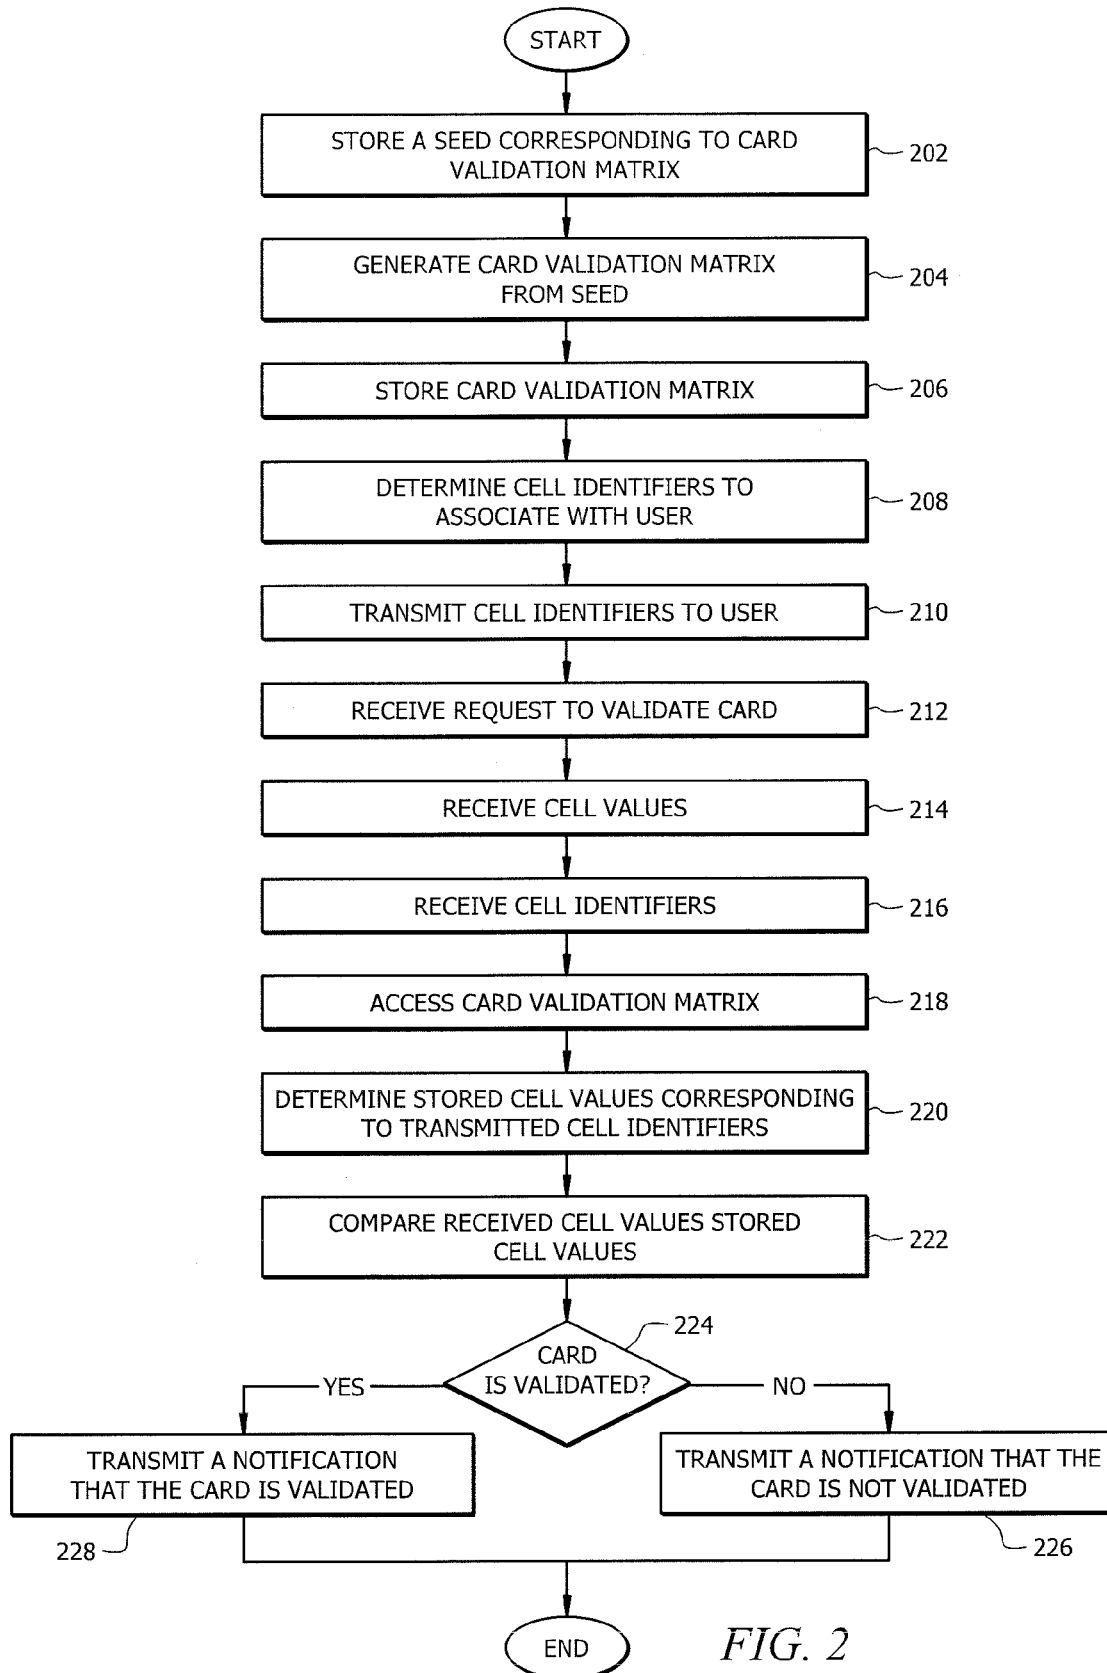 START
STORE A SEED CORRESPONDING TO CARD
VALIDATION MATRIX
202
GENERATE CARD VALIDATION MATRIX
FROM SEED
204
STORE CARD VALIDATION MATRIX
206
DETERMINE CELL IDENTIFIERS TO
ASSOCIATE WITH USER
208
TRANSMIT CELL IDENTIFIERS TO USER
210
RECEIVE REQUEST TO VALIDATE CARD
212
RECEIVE CELL VALUES
214
RECEIVE CELL IDENTIFIERS
216
ACCESS CARD VALIDATION MATRIX
218
DETERMINE STORED CELL VALUES CORRESPONDING
TO TRANSMITTED CELL IDENTIFIERS
220
COMPARE RECEIVED CELL VALUES STORED
CELL VALUES
222
224
CARD
IS VALIDATED?
YES
NO
TRANSMIT A NOTIFICATION
THAT THE CARD IS VALIDATED
228
TRANSMIT A NOTIFICATION THAT THE
CARD IS NOT VALIDATED
226
END
FIG. 2